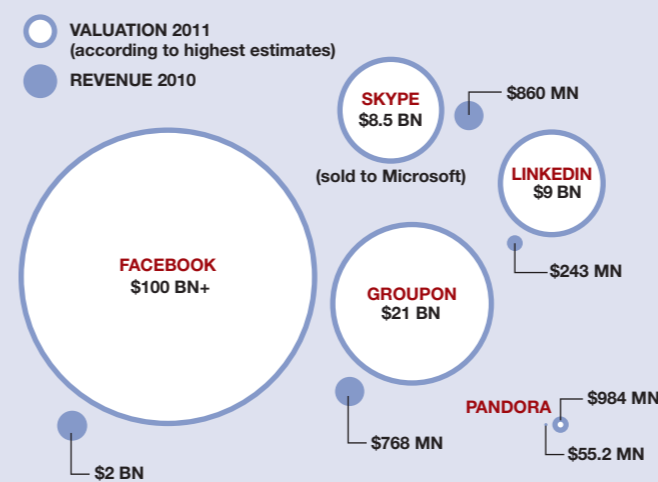 VALUATION 2011
(according to highest estimates)
REVENUE 2010
SKYPE
$8.5 BN
(sold to Microsoft)
$860 MN
LINKEDIN
$9 BN
$243 MN
FACEBOOK
$100 BN+
$2 BN
GROUPON
$21 BN
$768 MN
PANDORA
$984 MN
$55.2 MN